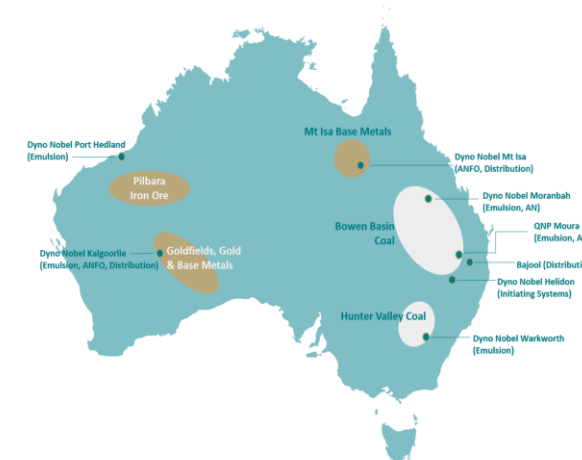 Mt Isa Base Metals
Dyno Nobel Port Hedland
(Emulsion)
Dyno Nobel Mt Isa
(ANFO, Distribution)
Pilbara
Iron Ore
Dyno Nobel Moranbah
(Emulsion, AN)
Bowen Basin
Coal
QNP Moura
(Emulsion,
Dyno Nobel Kalgoorlie
(Emulsion, ANFO, Distribution)
Goldfields, Gold
& Base Metals
Bajool
Dyno Nobel Helidon
(Initiating Systems)
Hunter Valley Coal
Dyno Nobel Warkworth
(Emulsion)